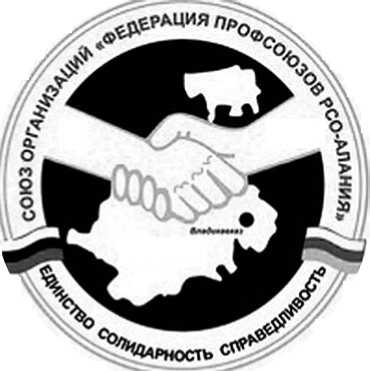 СОЮЗ ОРГАНИЗАЦИЙ «ФЕДЕРАЦИЯ ПРОФСОЮЗОВ РСО-АЛАНИЯ»
Владикавказ
ЕДИНСТВО СОЛИДАРНОСТЬ СПРАВЕДЛИВОСТЬ